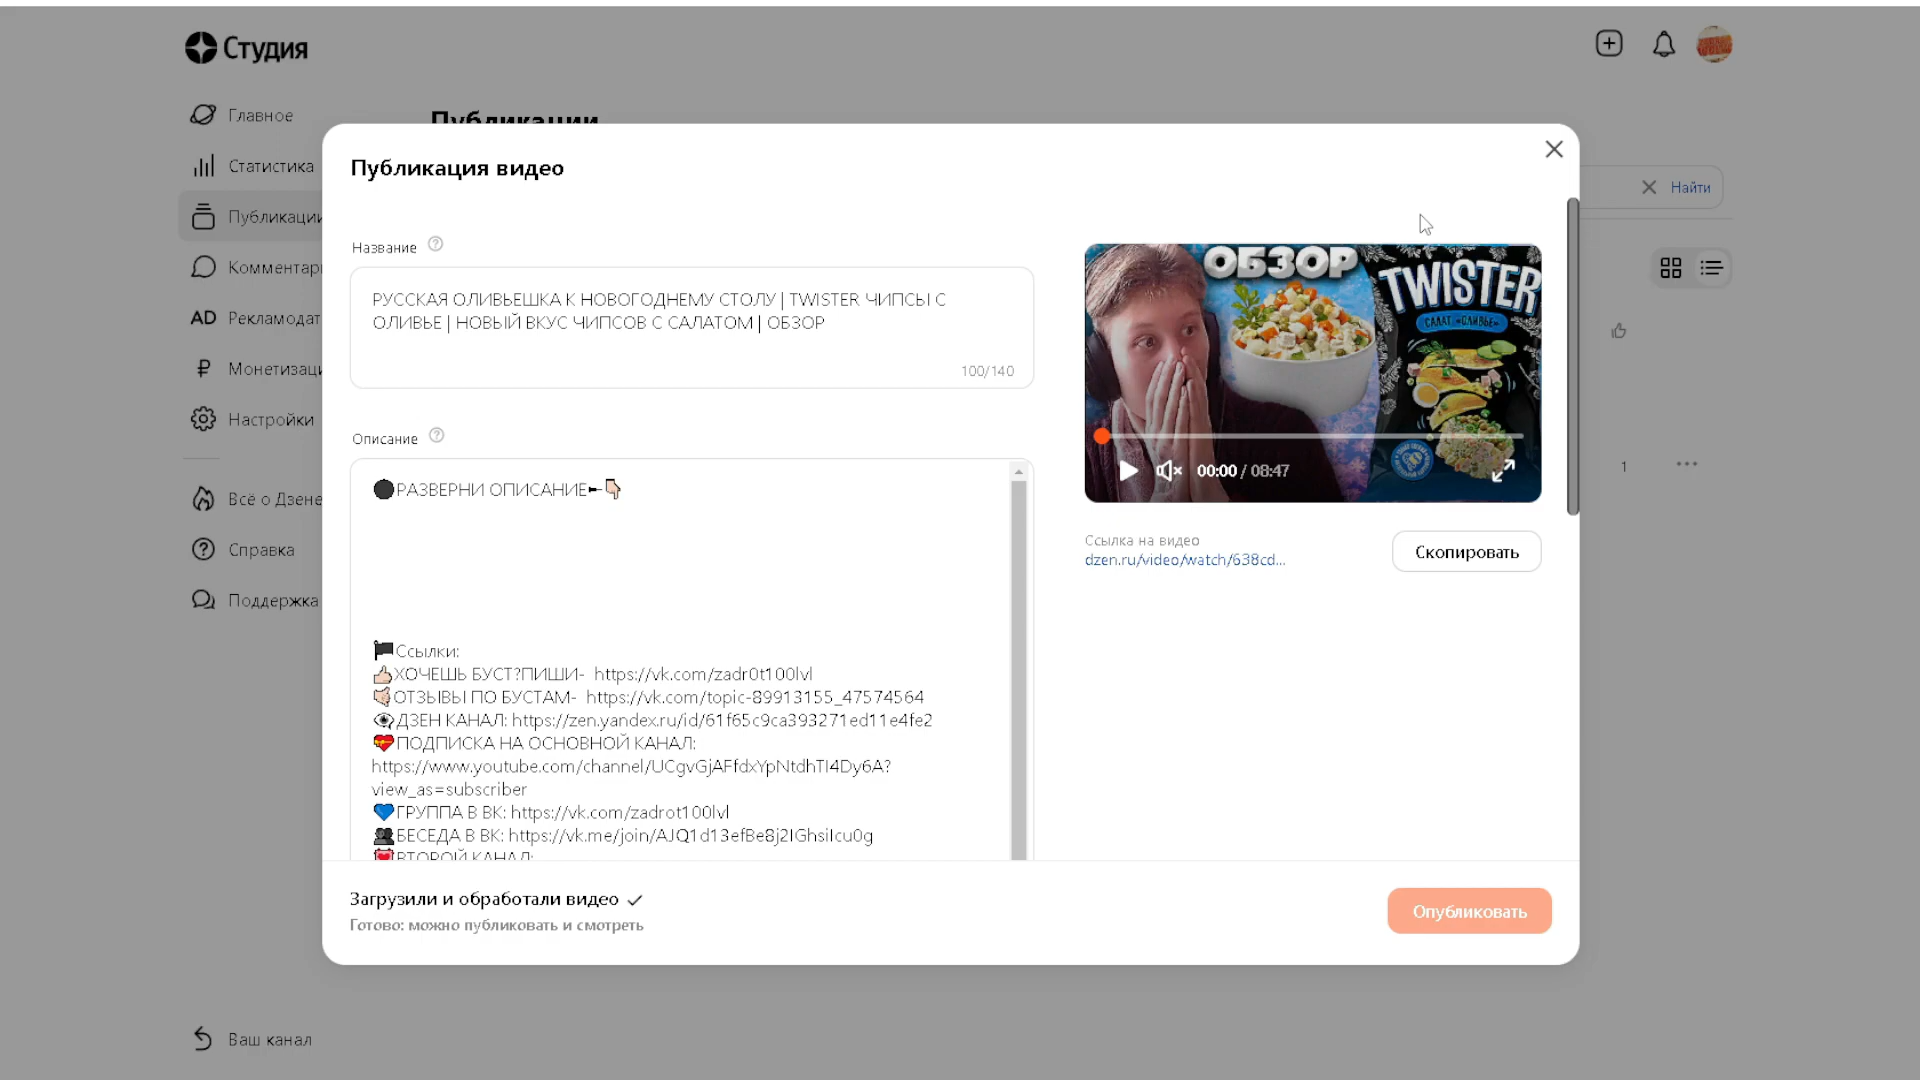 Студия
Главное
Статистика
Публикации
Комментар
Рекламодат
Монетизаци
Настройки
Всё о Дзене
Справка
Поддержка
Ваш канал
Публикации
Найти
1
Публикация видео
Название
РУССКАЯ ОЛИВЬЕШКА К НОВОГОДНЕМУ СТОЛУ | TWISTER ЧИПСЫ С
ОЛИВЬЕ | НОВЫЙ ВКУС ЧИПСОВ С САЛАТОМ | ОБЗОР
100/140
Описание
⚫РАЗВЕРНИ ОПИСАНИЕ➸👇🏻
🏴Ссылки:
👍🏻ХОЧЕШЬ БУСТ?ПИШИ- https://vk.com/zadr0t100lvl
🤙🏻ОТЗЫВЫ ПО БУСТАМ- https://vk.com/topic-89913155_47574564
👁ДЗЕН КАНАЛ: https://zen.yandex.ru/id/61f65c9ca393271ed11e4fe2
💝ПОДПИСКА НА ОСНОВНОЙ КАНАЛ:
https://www.youtube.com/channel/UCgvGjAFfdxYpNtdhTI4Dy6A?
view_as=subscriber
💙ГРУППА В ВК: https://vk.com/zadrot100lvl
👥БЕСЕДА В ВК: https://vk.me/join/AJQ1d13efBe8j2IGhsiIcu0g
💟ВТОРОЙ КАНАЛ:
ОБЗОР
TWISTER
САЛАТ «ОЛИВЬЕ»
00:00 / 08:47
Ссылка на видео
dzen.ru/video/watch/638cd...
Скопировать
Загрузили и обработали видео ✓
Готово: можно публиковать и смотреть
Опубликовать